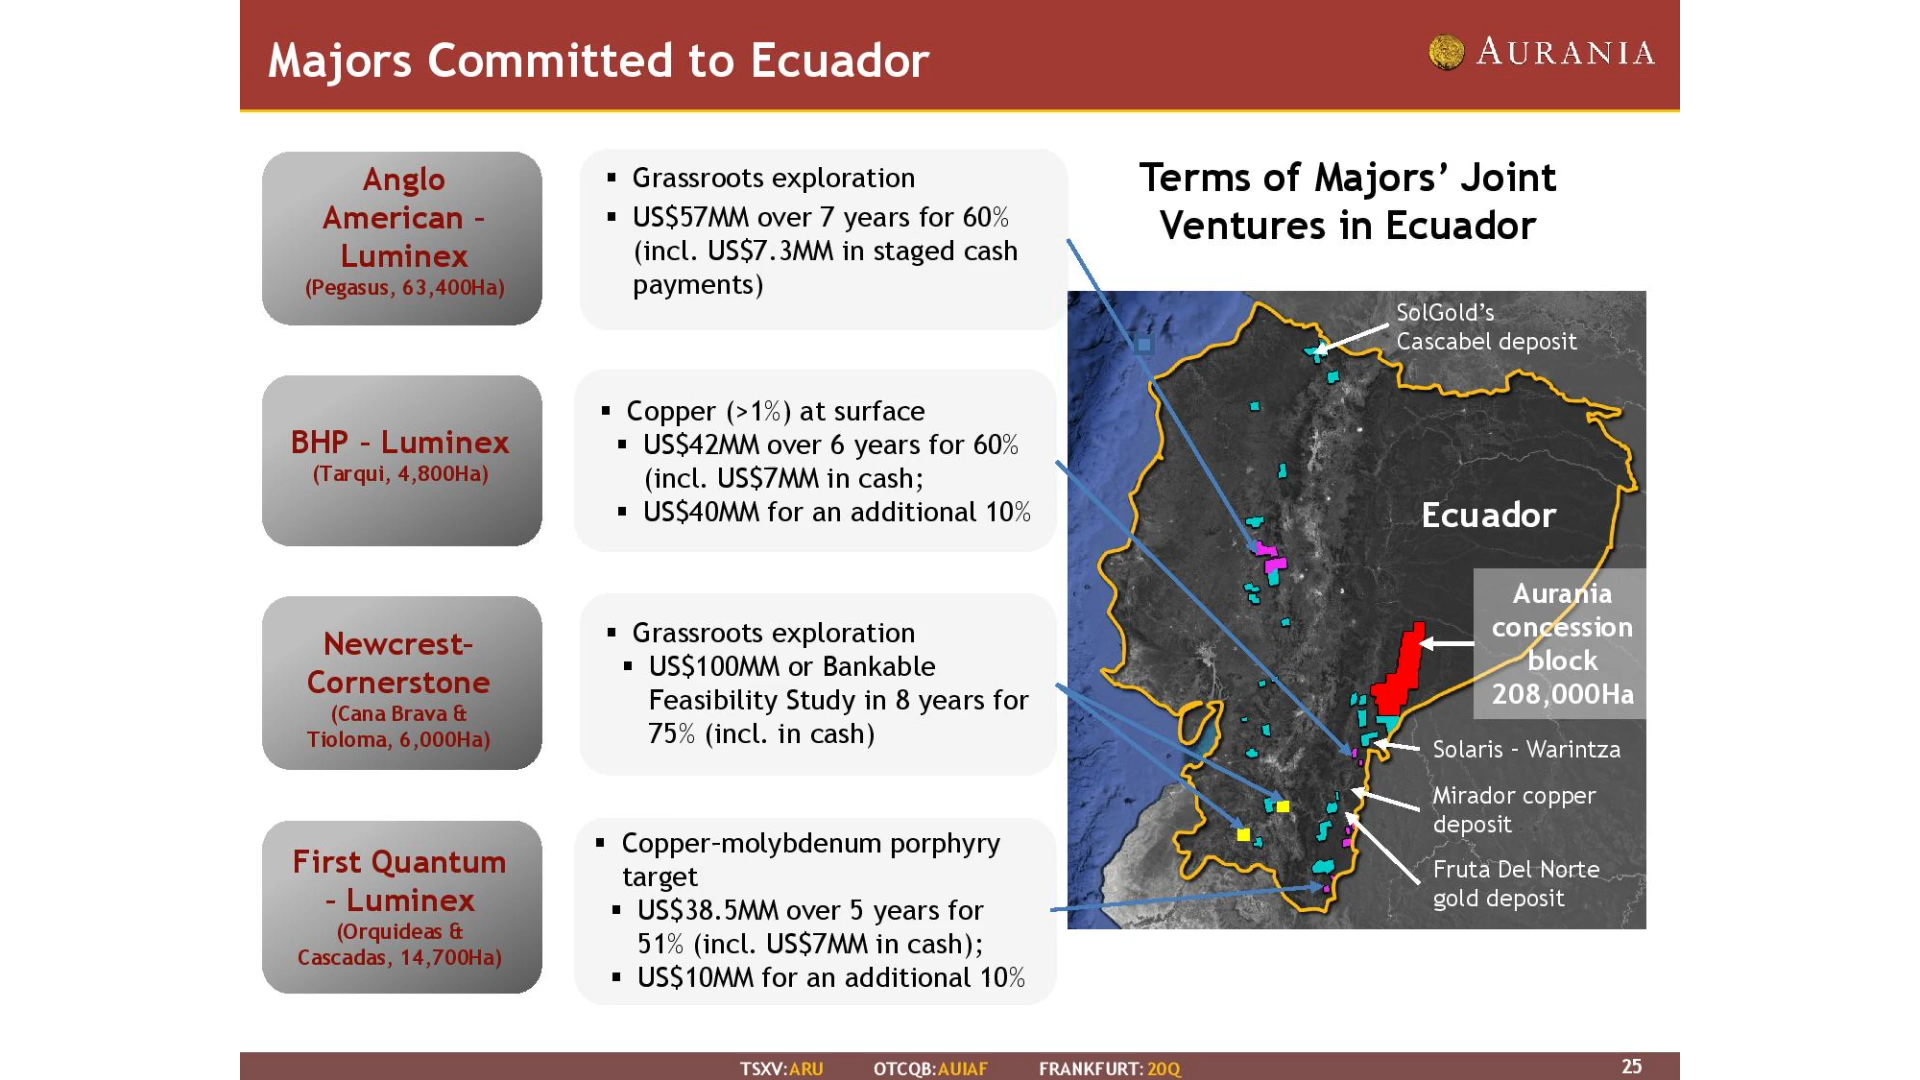 Majors Committed to Ecuador
AURANIA
Anglo
American –
Luminex
(Pegasus, 63,400Ha)
▪ Grassroots exploration
▪ US$57MM over 7 years for 60%
(incl. US$7.3MM in staged cash
payments)
Terms of Majors’ Joint
Ventures in Ecuador
BHP – Luminex
(Tarqui, 4,800Ha)
▪ Copper (>1%) at surface
▪ US$42MM over 6 years for 60%
(incl. US$7MM in cash;
▪ US$40MM for an additional 10%
Newcrest-
Cornerstone
(Cana Brava &
Tioloma, 6,000Ha)
▪ Grassroots exploration
▪ US$100MM or Bankable
Feasibility Study in 8 years for
75% (incl. in cash)
First Quantum
– Luminex
(Orquideas &
Cascadas, 14,700Ha)
▪ Copper-molybdenum porphyry
target
▪ US$38.5MM over 5 years for
51% (incl. US$7MM in cash);
▪ US$10MM for an additional 10%
SolGold’s
Cascabel deposit
Ecuador
Aurania
concession
block
208,000Ha
Solaris – Warintza
Mirador copper
deposit
Fruta Del Norte
gold deposit
TSXV:ARU OTCQB:AUIAF FRANKFURT:20Q
25